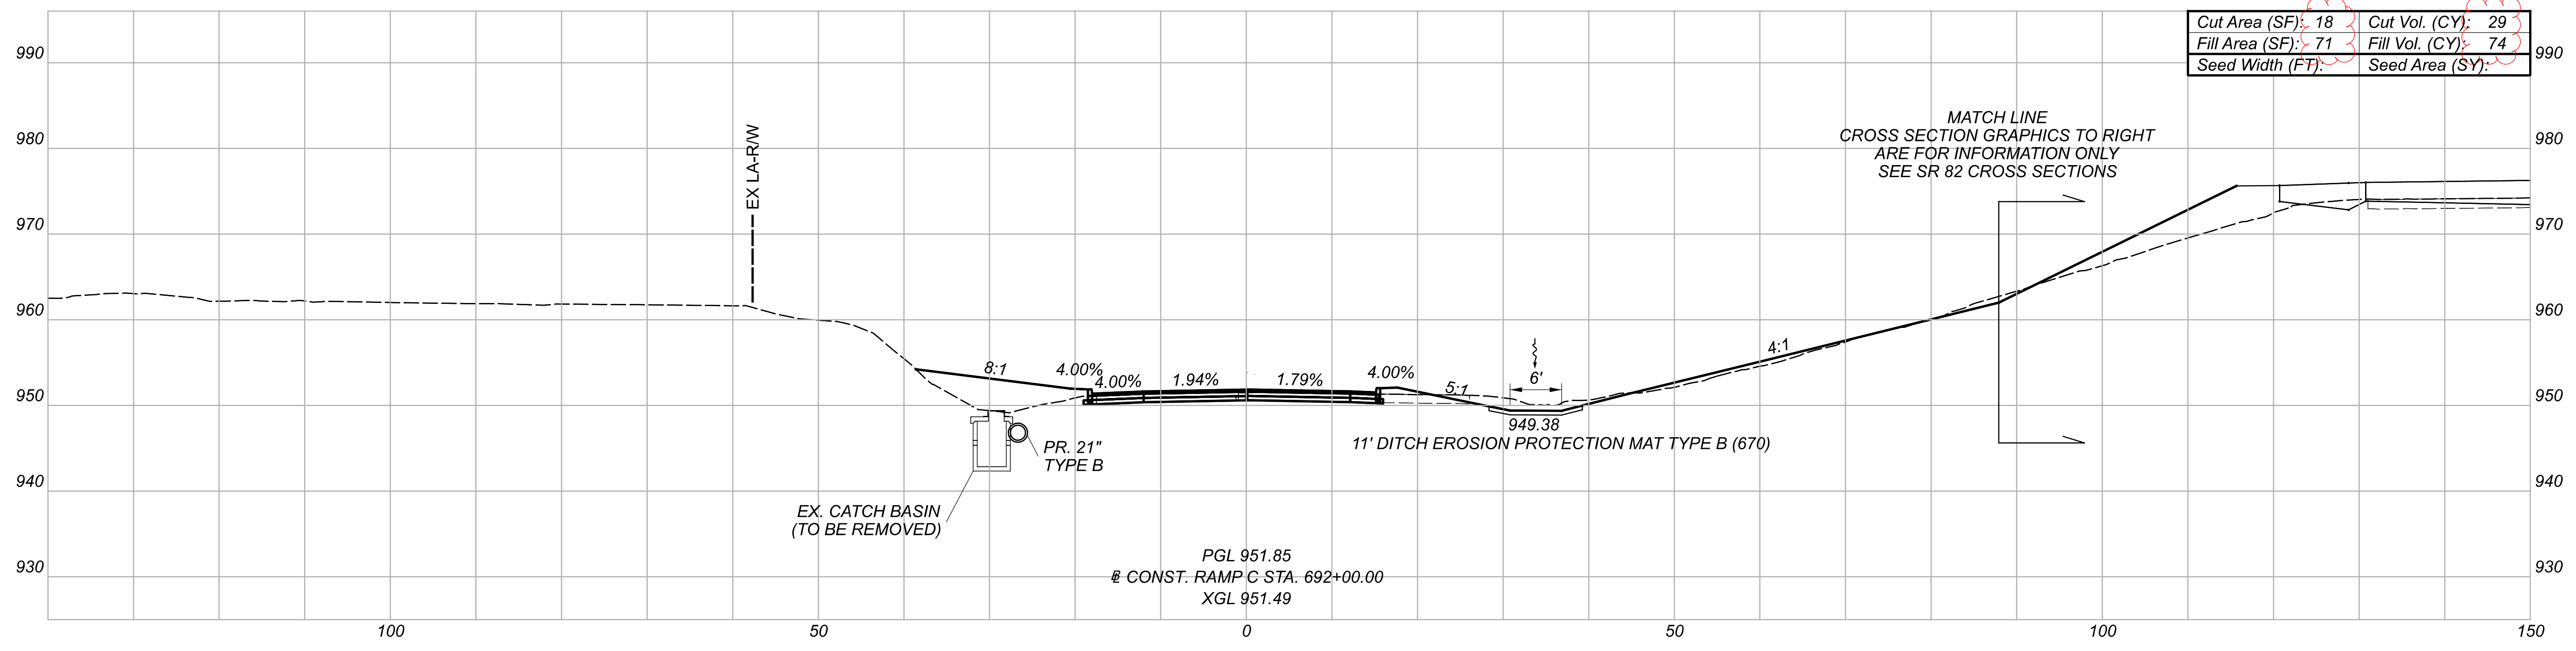 Cut Area (SF): 18 Cut Vol. (CY): 29
Fill Area (SF): 71 Fill Vol. (CY): 74
Seed Width (FT): Seed Area (SY):
990 990
MATCH LINE
CROSS SECTION GRAPHICS TO RIGHT
ARE FOR INFORMATION ONLY
SEE SR 82 CROSS SECTIONS
980 980
EX LA-R/W
970 970
960 960
4:1
8:1 4.00% 4.00% 1.94% 1.79% 4.00% 5:1 6'
950 950
949.38
11' DITCH EROSION PROTECTION MAT TYPE B (670)
PR. 21"
TYPE B
940 940
EX. CATCH BASIN
(TO BE REMOVED)
PGL 951.85
CONST. RAMP C STA. 692+00.00
XGL 951.49
930 930
100 50 0 50 100 150